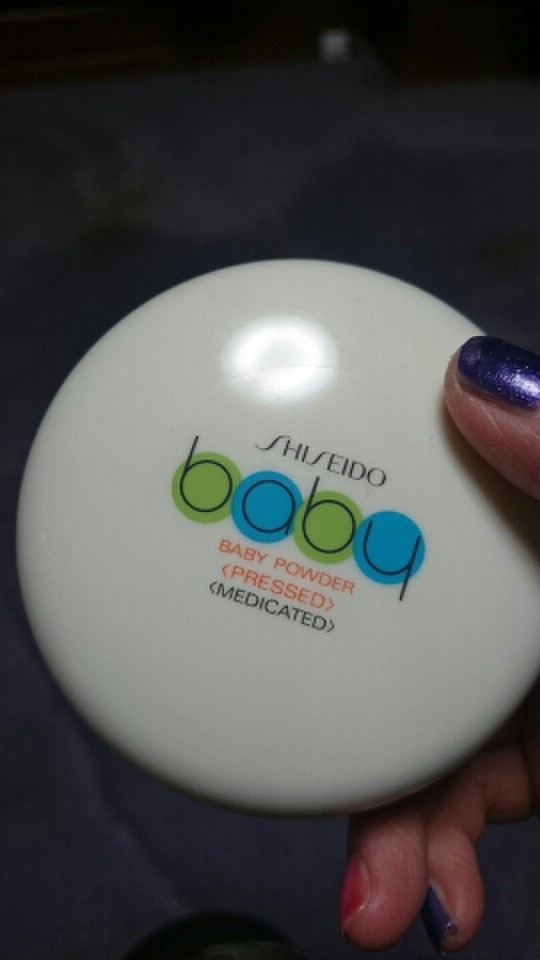 SHISEIDO
baby
BABY POWDER
〈PRESSED〉
〈MEDICATED〉